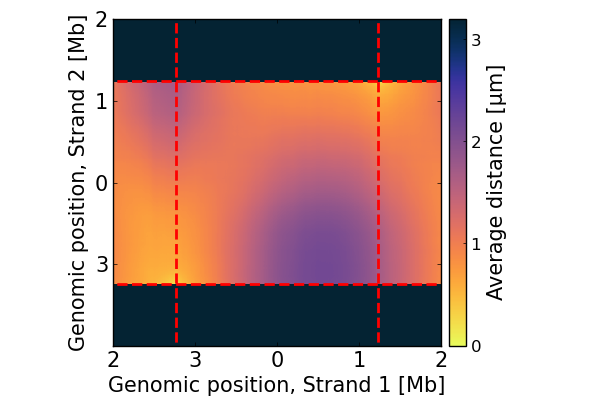 2
1
0
3
Genomic position, Strand 2 [Mb]
2 3 0 1 2
Genomic position, Strand 1 [Mb]
3
2
1
0
Average distance [μm]